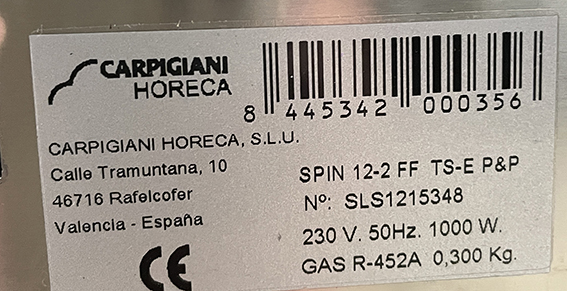 CARPIGIANI
HORECA
8 445342 000356
CARPIGIANI HORECA, S.L.U.
Calle Tramuntana, 10
46716 Rafelcofer
Valencia - España
CE
SPIN 12-2 FF TS-E P&P
Nº: SLS1215348
230 V. 50Hz. 1000 W.
GAS R-452A 0,300 Kg.